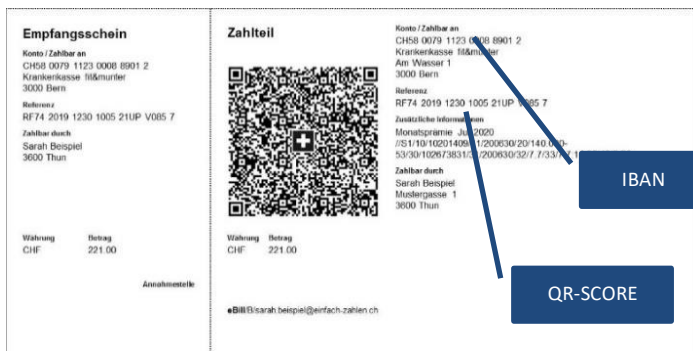 Empfangsschein
Konto / Zahlbar an
CH58 0079 1123 0008 8901 2
Krankenkasse fit&munter
3000 Bern
Referenz
RF74 2019 1230 1005 21UP V085 7
Zahlbar durch
Sarah Beispiel
3600 Thun
Währung Betrag
CHF 221.00
Annahmestelle
Zahlteil
Währung Betrag
CHF 221.00
eBill/B/sarah.beispiel@einfach-zahlen.ch
Konto / Zahlbar an
CH58 0079 1123 0008 8901 2
Krankenkasse fit&munter
Am Wasser 1
3000 Bern
Referenz
RF74 2019 1230 1005 21UP V085 7
Zusätzliche Informationen
Monatsprämie 2020
Zahlbar durch
Sarah Beispiel
Mustergasse 1
3600 Thun
IBAN
QR-SCORE